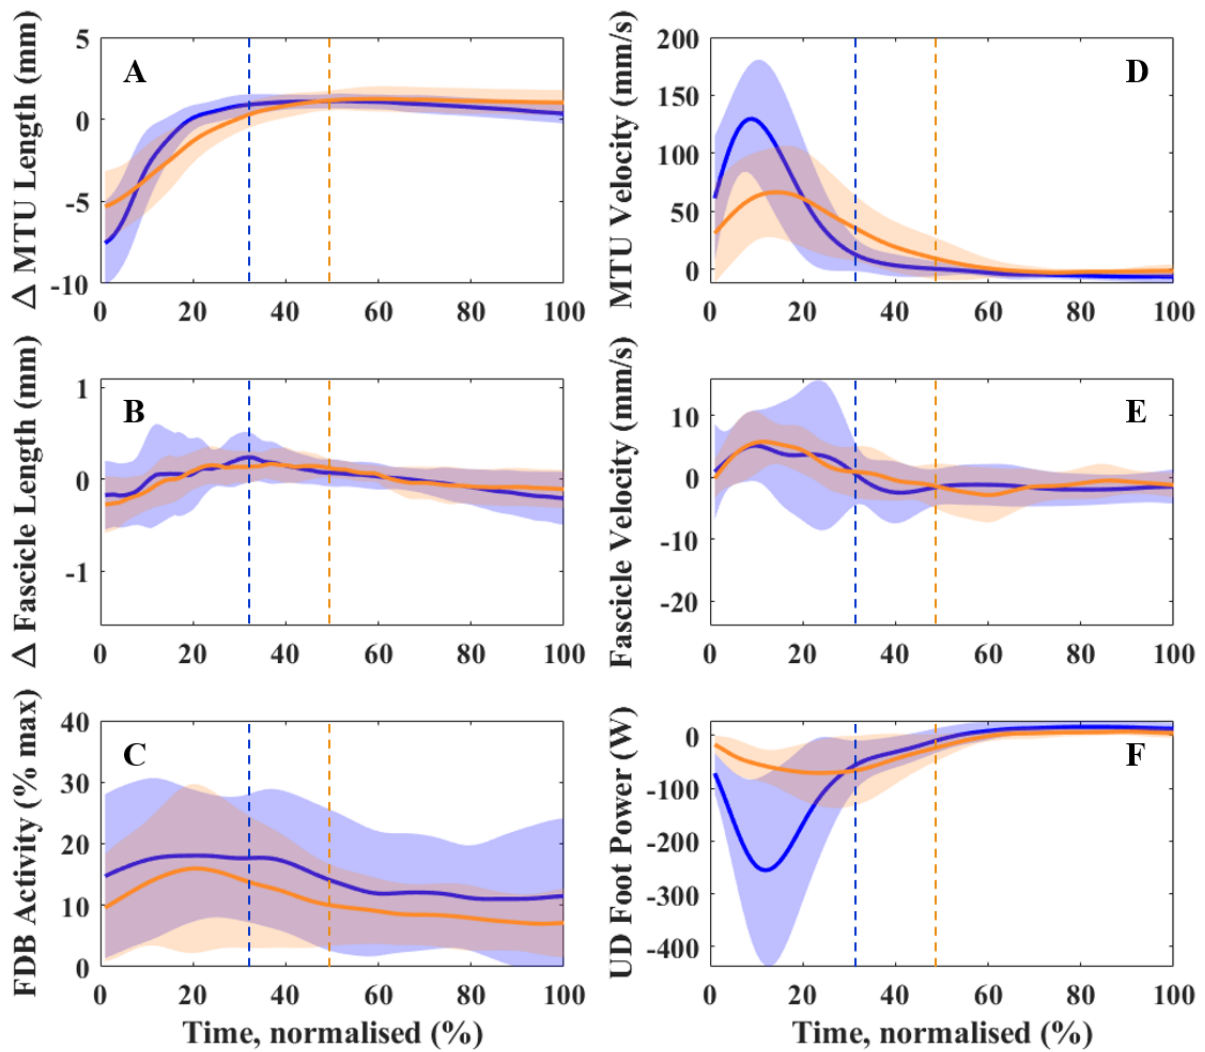 Δ MTU Length (mm)
5
0
-5
-10
A
0 20 40 60 80 100
MTU Velocity (mm/s)
200
150
100
50
0
D
0 20 40 60 80 100
Δ Fascicle Length (mm)
1
0
-1
B
0 20 40 60 80 100
Fascicle Velocity (mm/s)
10
0
-10
-20
E
0 20 40 60 80 100
FDB Activity (% max)
40
30
20
10
0
C
0 20 40 60 80 100
Time, normalised (%)
UD Foot Power (W)
0
-100
-200
-300
-400
F
0 20 40 60 80 100
Time, normalised (%)